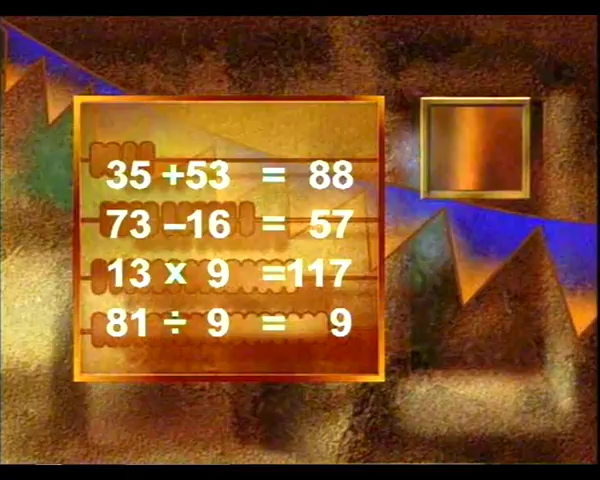 35 +53 = 88
73 –16 = 57
13 x 9 =117
81 ÷ 9 = 9